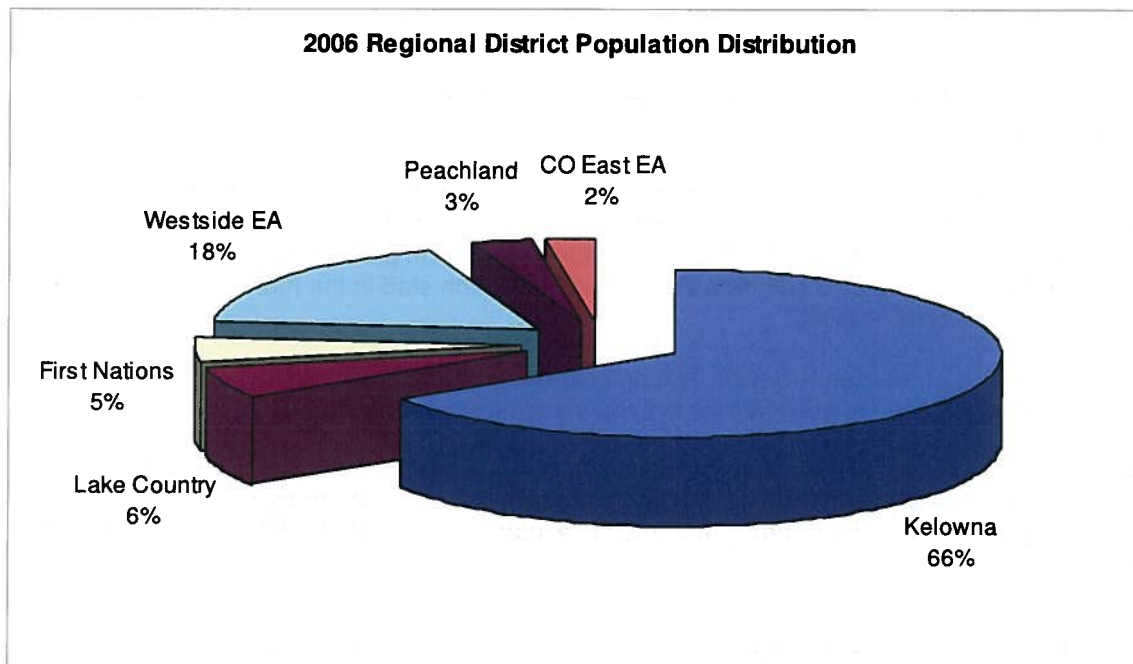 2006 Regional District Population Distribution
Peachland
3%
CO East EA
2%
Westside EA
18%
First Nations
5%
Lake Country
6%
Kelowna
66%